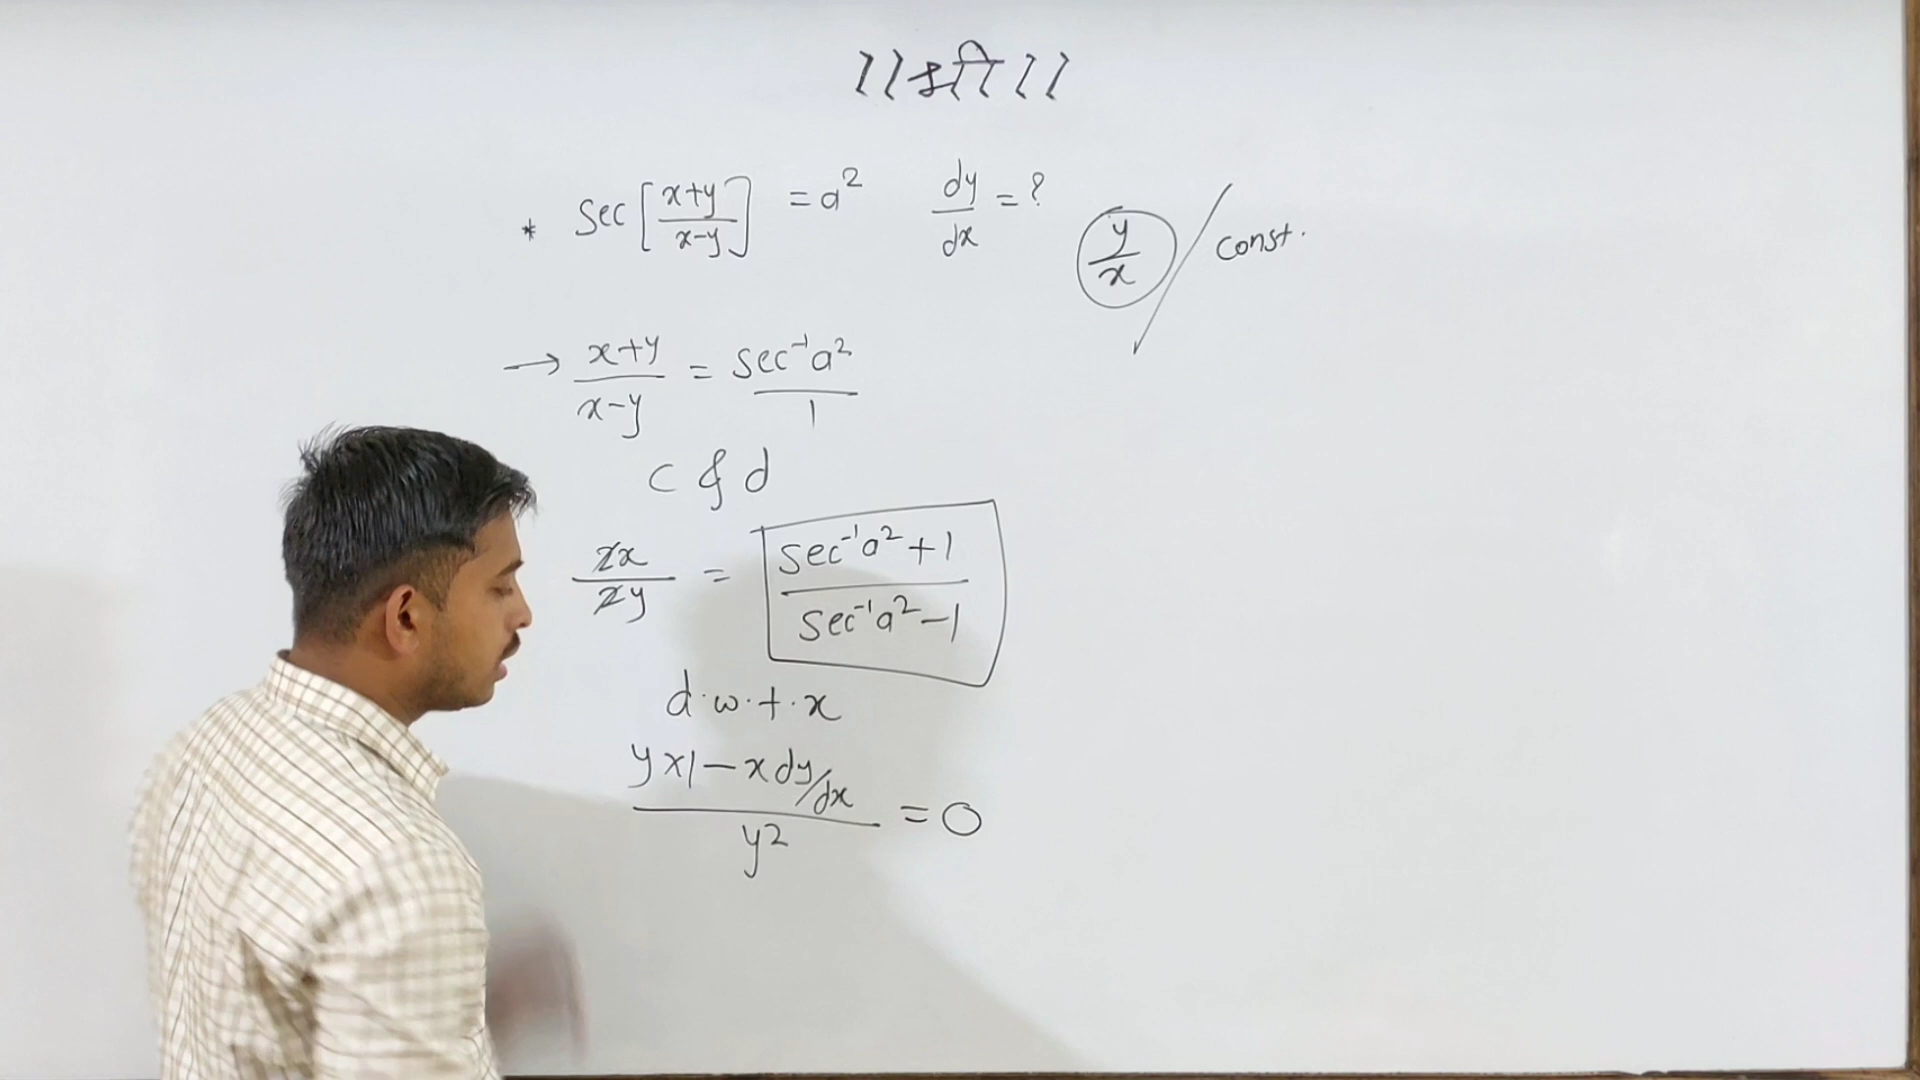 ।।श्री।।
* Sec[(x+y)/(x-y)] = a² dy/dx = ? y/x / const.
→ (x+y)/(x-y) = sec⁻¹a²/1
c & d
2x/2y = (sec⁻¹a²+1)/(sec⁻¹a²-1)
d.w.t.x
(y×1-x dy/dx)/y² = 0